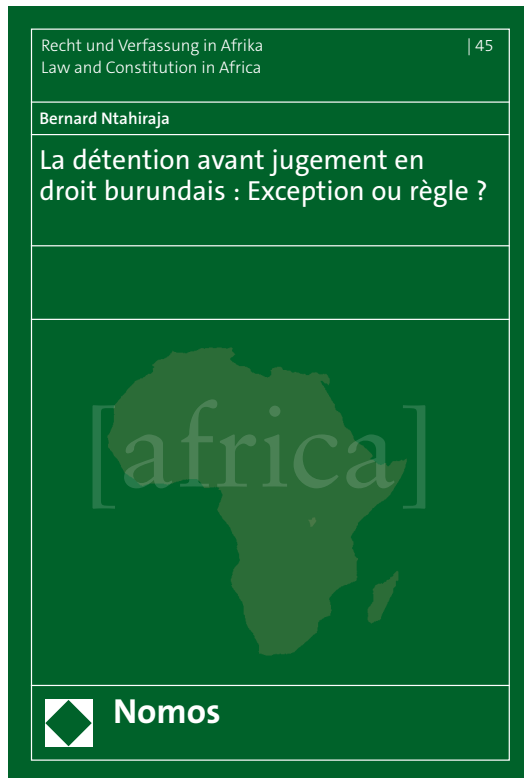 Recht und Verfassung in Afrika | 45
Law and Constitution in Africa
Bernard Ntahiraja
La détention avant jugement en
droit burundais : Exception ou règle ?
[africa]
Nomos